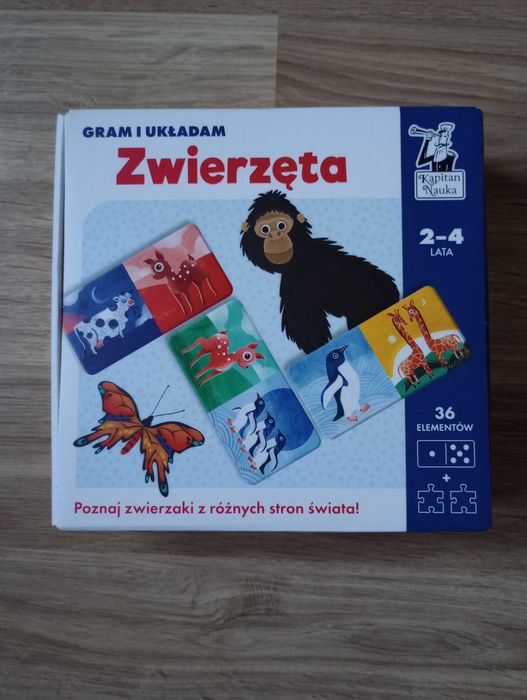 GRAM I UKŁADAM
Zwierzęta
Kapitan
Nauka
2–4
LATA
36
ELEMENTÓW
+
Poznaj zwierzaki z różnych stron świata!